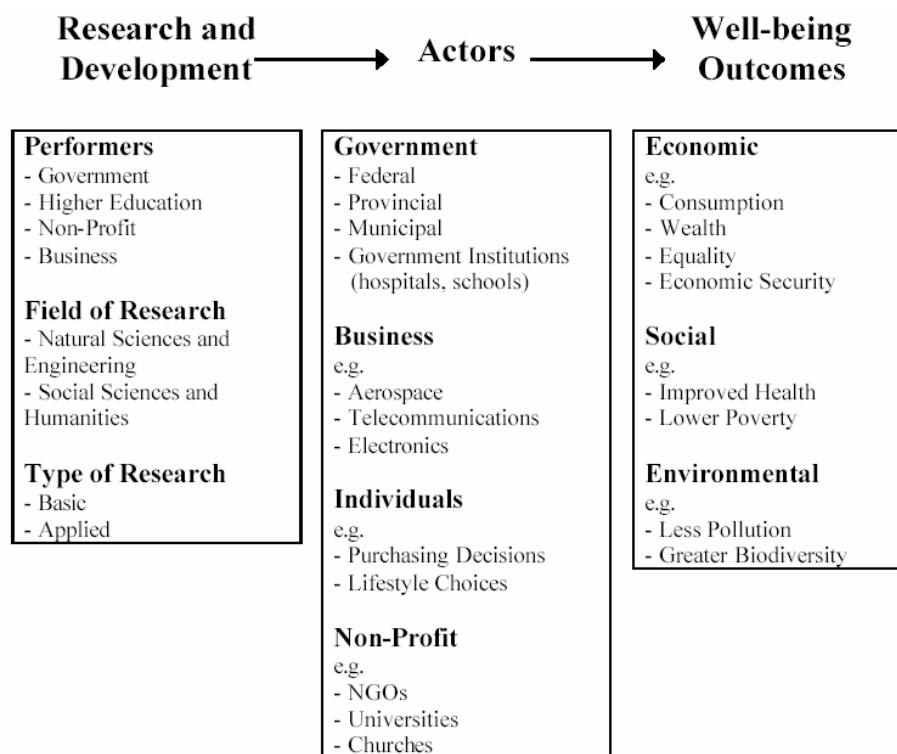 Research and
Development
Actors
Well-being
Outcomes
Performers
- Government
- Higher Education
- Non-Profit
- Business
Field of Research
- Natural Sciences and
Engineering
- Social Sciences and
Humanities
Type of Research
- Basic
- Applied
Government
- Federal
- Provincial
- Municipal
- Government Institutions
(hospitals, schools)
Business
e.g.
- Aerospace
- Telecommunications
- Electronics
Individuals
e.g.
- Purchasing Decisions
- Lifestyle Choices
Non-Profit
e.g.
- NGOs
- Universities
- Churches
Economic
e.g.
- Consumption
- Wealth
- Equality
- Economic Security
Social
e.g.
- Improved Health
- Lower Poverty
Environmental
e.g.
- Less Pollution
- Greater Biodiversity